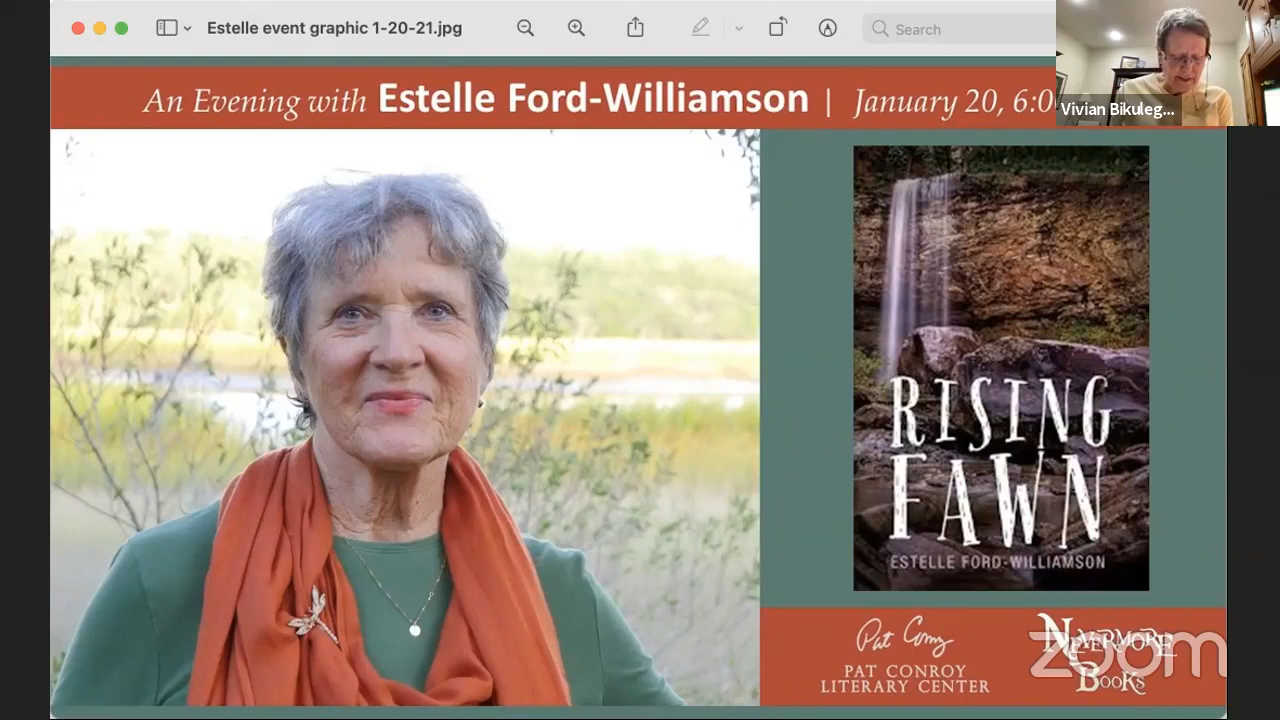 Estelle event graphic 1-20-21.jpg
Search
Vivian Bikuleg...
An Evening with Estelle Ford-Williamson | January 20, 6:0
RISING
FAWN
ESTELLE FORD-WILLIAMSON
Pat Conroy
PAT CONROY
LITERARY CENTER
NEVERMORE
BOOKS
zoom